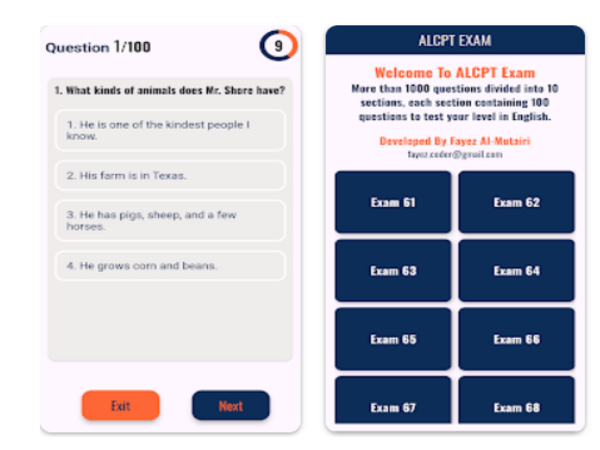 Question 1/100
9
1. What kinds of animals does Mr. Shore have?
1. He is one of the kindest people I
know.
2. His farm is in Texas.
3. He has pigs, sheep, and a few
horses.
4. He grows corn and beans.
Exit
Next
ALCPT EXAM
Welcome To ALCPT Exam
More than 1000 questions divided into 10
sections, each section containing 100
questions to test your level in English.
Developed By Fayez Al-Mutairi
fayez.coder@gmail.com
Exam 61
Exam 62
Exam 63
Exam 64
Exam 65
Exam 66
Exam 67
Exam 68